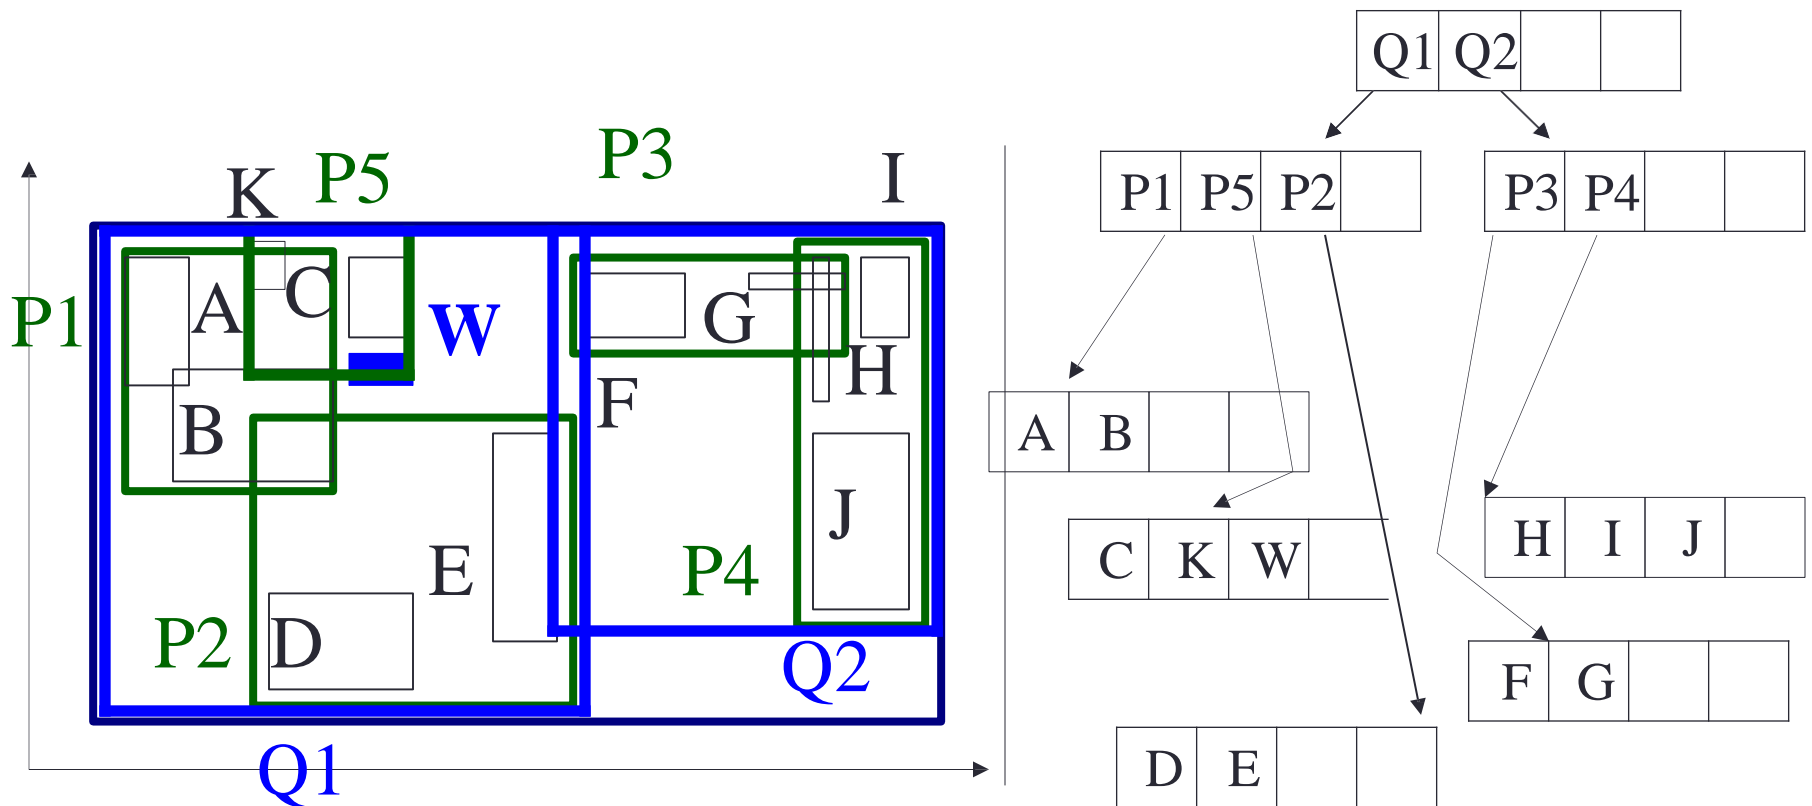 K P5 P3 I
P1 A C W G H
B F
E J
P2 D P4
Q2
Q1
Q1 Q2
P1 P5 P2
P3 P4
A B
C K W
H I J
F G
D E